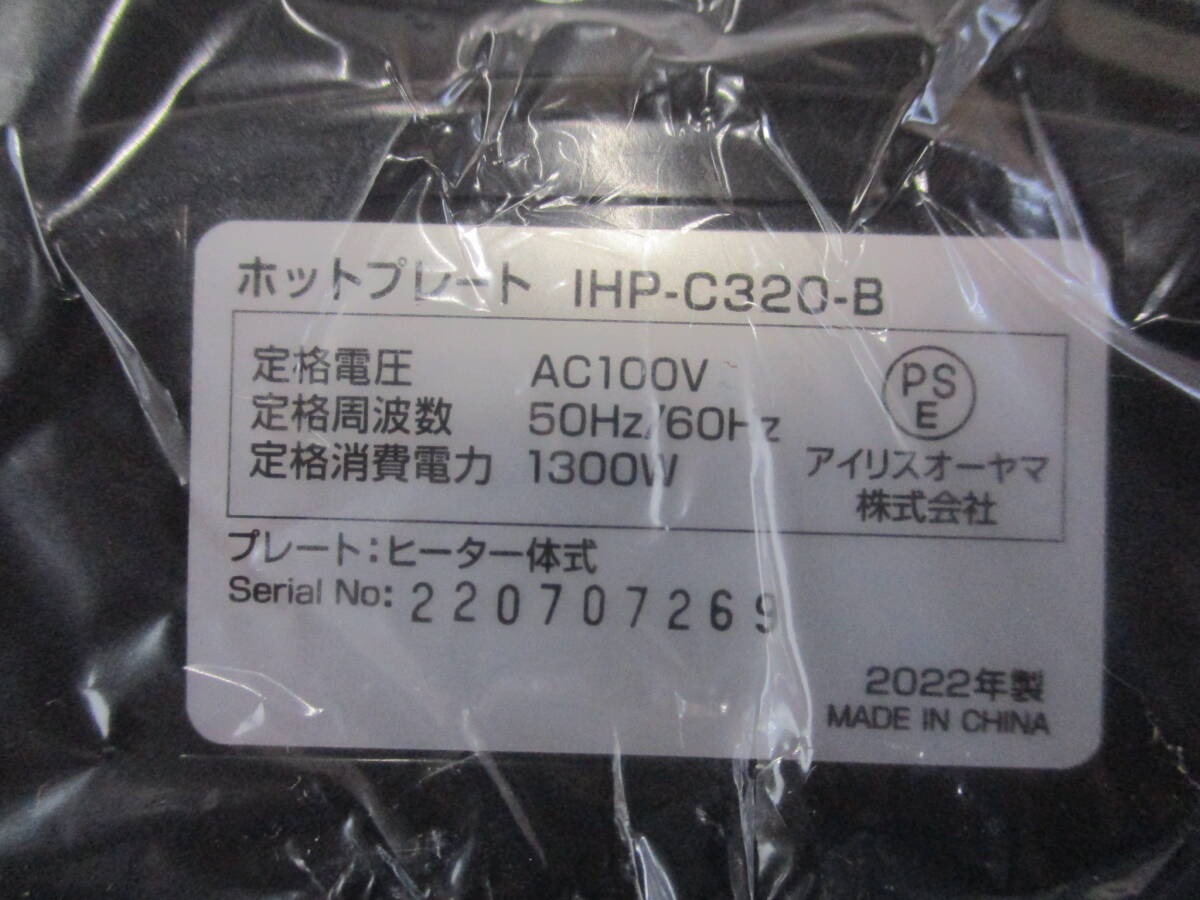 ホットプレート IHP-C320-B
定格電圧 AC100V
定格周波数 50Hz/60Hz
定格消費電力 1300W
PS
E
アイリスオーヤマ
株式会社
プレート:ヒーター一体式
Serial No: 220707269
2022年製
MADE IN CHINA